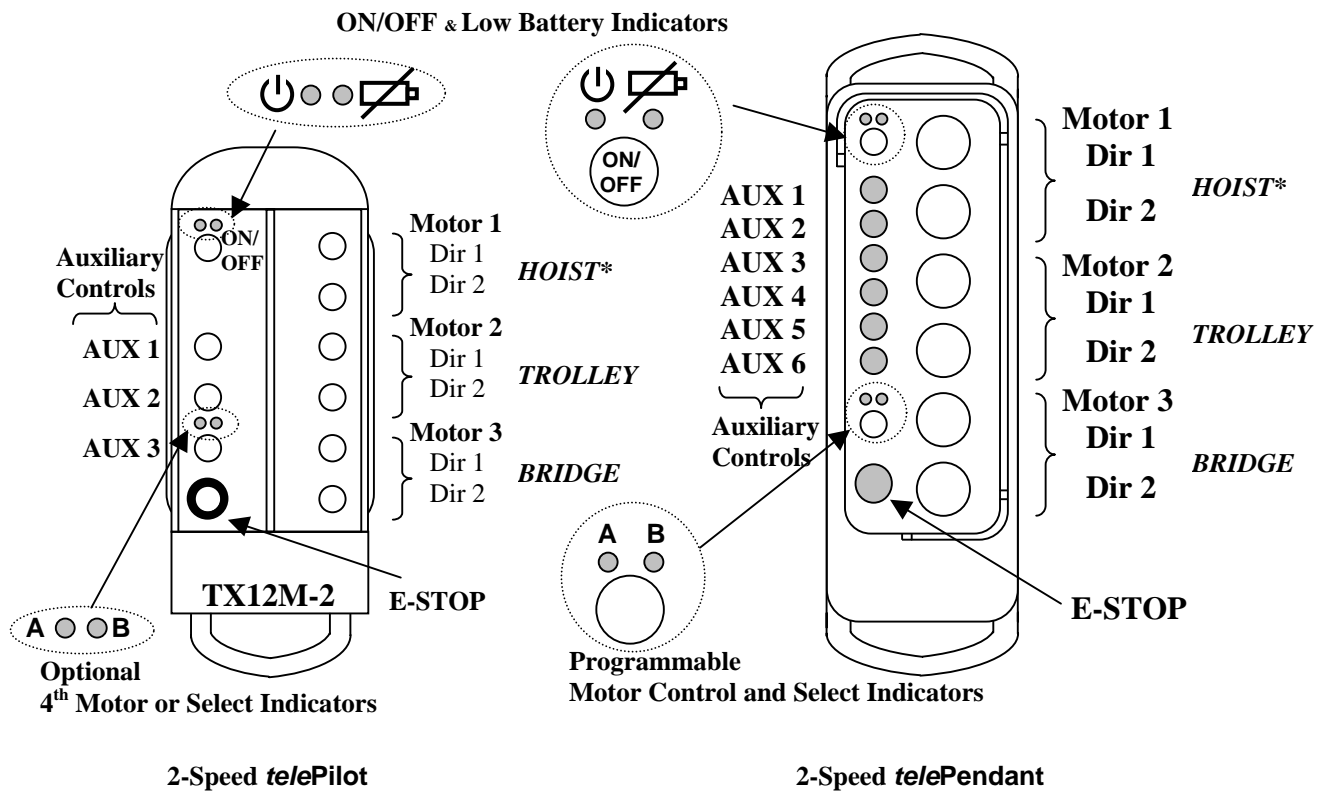 ON/OFF & Low Battery Indicators
ON/
OFF
Auxiliary
Controls
AUX 1
AUX 2
AUX 3
Motor 1
Dir 1
Dir 2
HOIST*
Motor 2
Dir 1
Dir 2
TROLLEY
Motor 3
Dir 1
Dir 2
BRIDGE
TX12M-2
E-STOP
A B
Optional
4th Motor or Select Indicators
2-Speed telePilot
ON/
OFF
AUX 1
AUX 2
AUX 3
AUX 4
AUX 5
AUX 6
Auxiliary
Controls
Motor 1
Dir 1
Dir 2
HOIST*
Motor 2
Dir 1
Dir 2
TROLLEY
Motor 3
Dir 1
Dir 2
BRIDGE
E-STOP
A B
Programmable
Motor Control and Select Indicators
2-Speed telePendant